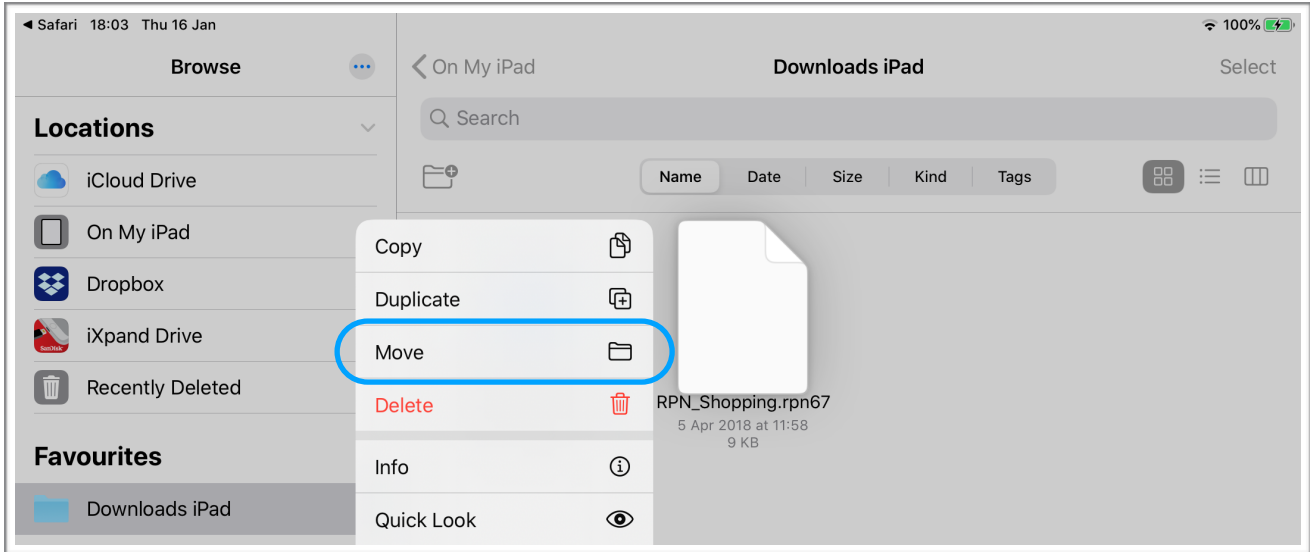 Safari 18:03 Thu 16 Jan
100%
Browse
On My iPad
Downloads iPad
Select
Search
Locations
iCloud Drive
On My iPad
Dropbox
iXpand Drive
SanDisk
Recently Deleted
Favourites
Downloads iPad
Name
Date
Size
Kind
Tags
Copy
Duplicate
Move
Delete
Info
Quick Look
RPN_Shopping.rpn67
5 Apr 2018 at 11:58
9 KB